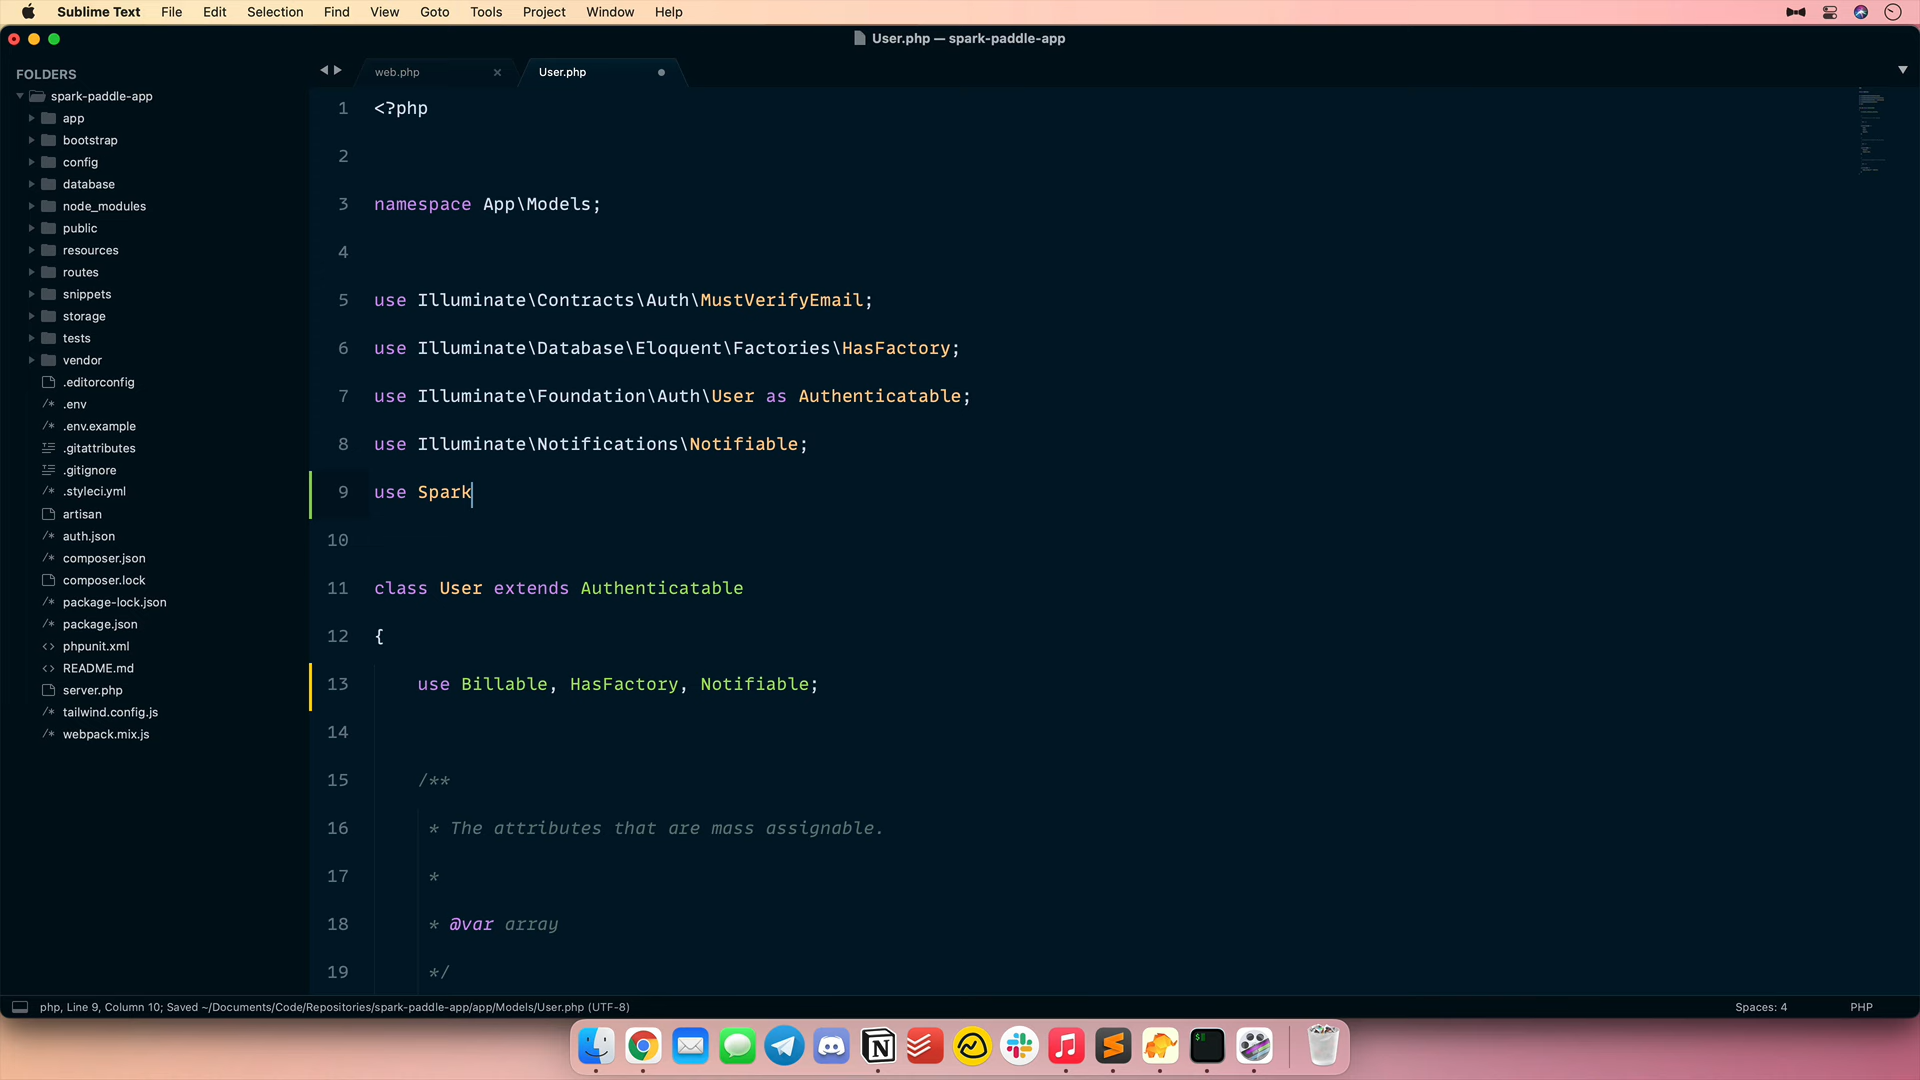 Sublime Text File Edit Selection Find View Goto Tools Project Window Help
User.php — spark-paddle-app
FOLDERS
spark-paddle-app
app
bootstrap
config
database
node_modules
public
resources
routes
snippets
storage
tests
vendor
.editorconfig
/* .env
/* .env.example
.gitattributes
.gitignore
/* .styleci.yml
artisan
/* auth.json
/* composer.json
composer.lock
/* package-lock.json
/* package.json
<> phpunit.xml
<> README.md
server.php
/* tailwind.config.js
/* webpack.mix.js
web.php × User.php
1 <?php
2
3 namespace App\Models;
4
5 use Illuminate\Contracts\Auth\MustVerifyEmail;
6 use Illuminate\Database\Eloquent\Factories\HasFactory;
7 use Illuminate\Foundation\Auth\User as Authenticatable;
8 use Illuminate\Notifications\Notifiable;
9 use Spark
10
11 class User extends Authenticatable
12 {
13 use Billable, HasFactory, Notifiable;
14
15 /**
16 * The attributes that are mass assignable.
17 *
18 * @var array
19 */
php, Line 9, Column 10; Saved ~/Documents/Code/Repositories/spark-paddle-app/app/Models/User.php (UTF-8) Spaces: 4 PHP